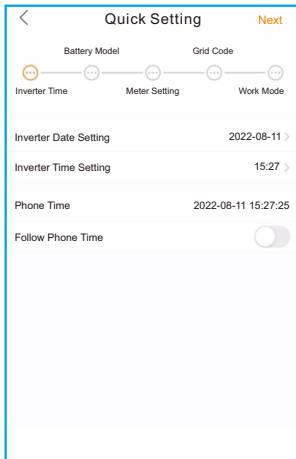 Quick Setting Next
Battery Model Grid Code
Inverter Time Meter Setting Work Mode
Inverter Date Setting 2022-08-11
Inverter Time Setting 15:27
Phone Time 2022-08-11 15:27:25
Follow Phone Time